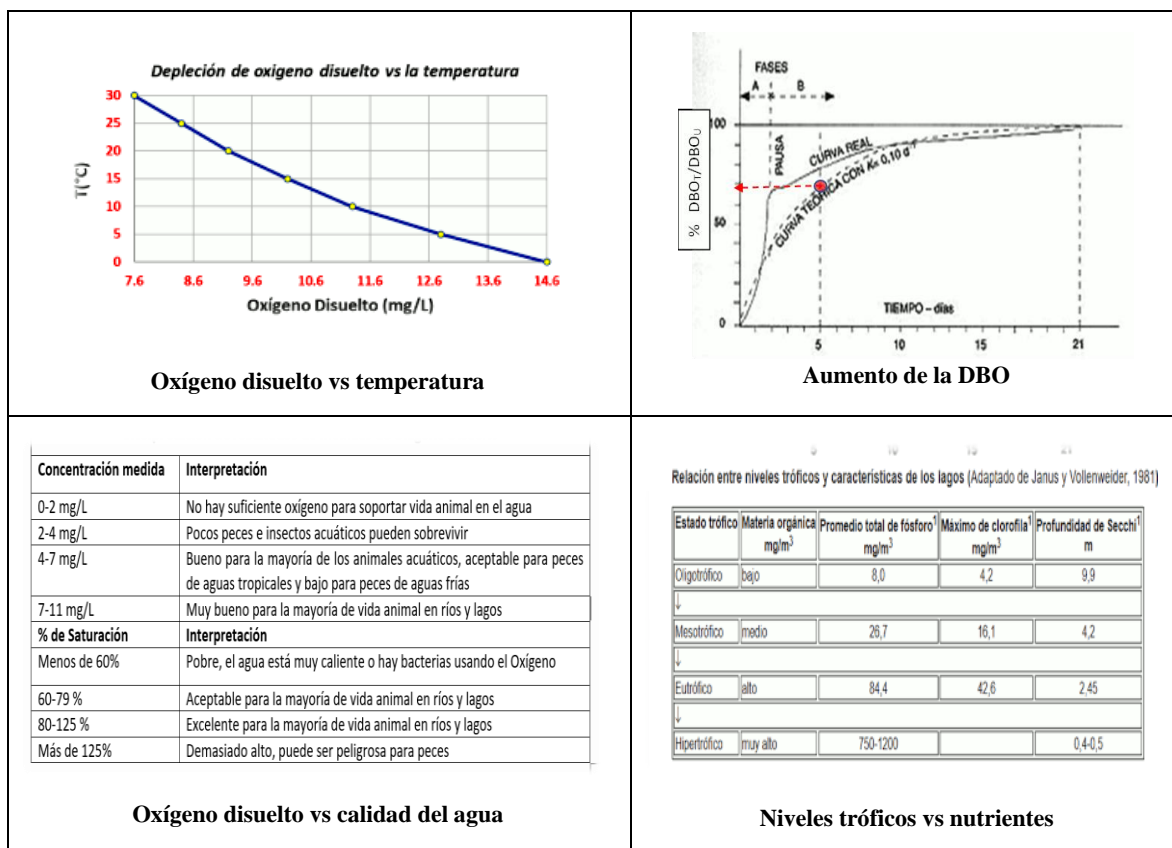 Depleción de oxigeno disuelto vs la temperatura
30
25
20
15
10
5
0
T(°C)
7.6 8.6 9.6 10.6 11.6 12.6 13.6 14.6
Oxígeno Disuelto (mg/L)
Oxígeno disuelto vs temperatura
FASES
A B
100
50
0
% DBO_T/DBO_U
PAUSA
CURVA REAL
CURVA TEÓRICA CON K= 0,10 d⁻¹
TIEMPO – días
5 10 15 21
Aumento de la DBO
Concentración medida Interpretación
0-2 mg/L No hay suficiente oxígeno para soportar vida animal en el agua
2-4 mg/L Pocos peces e insectos acuáticos pueden sobrevivir
4-7 mg/L Bueno para la mayoría de los animales acuáticos, aceptable para peces
de aguas tropicales y bajo para peces de aguas frías
7-11 mg/L Muy bueno para la mayoría de vida animal en ríos y lagos
% de Saturación Interpretación
Menos de 60% Pobre, el agua está muy caliente o hay bacterias usando el Oxígeno
60-79 % Aceptable para la mayoría de vida animal en ríos y lagos
80-125 % Excelente para la mayoría de vida animal en ríos y lagos
Más de 125% Demasiado alto, puede ser peligrosa para peces
Oxígeno disuelto vs calidad del agua
Relación entre niveles tróficos y características de los lagos (Adaptado de Janus y Vollenweider, 1981)
Estado trófico Materia orgánica Promedio total de fósforo¹ Máximo de clorofila¹ Profundidad de Secchi¹
mg/m³ mg/m³ mg/m³ m
Oligotrófico bajo 8,0 4,2 9,9
↓
Mesotrófico medio 26,7 16,1 4,2
↓
Eutrófico alto 84,4 42,6 2,45
↓
Hipertrófico muy alto 750-1200 0,4-0,5
Niveles tróficos vs nutrientes